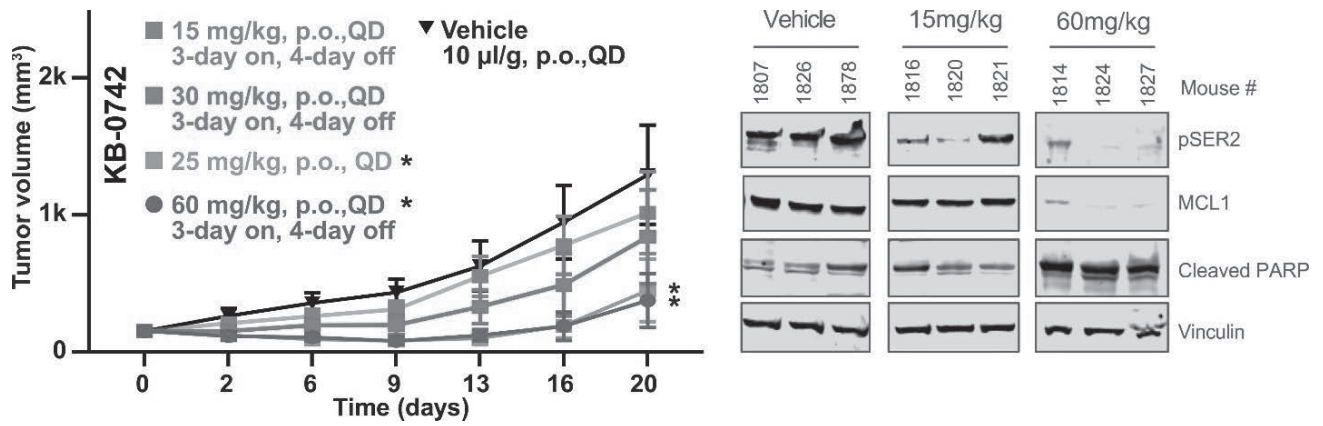 Tumor volume (mm³)
2k
1k
0
KB-0742
15 mg/kg, p.o.,QD
3-day on, 4-day off
30 mg/kg, p.o.,QD
3-day on, 4-day off
25 mg/kg, p.o., QD *
60 mg/kg, p.o.,QD *
3-day on, 4-day off
Vehicle
10 µl/g, p.o.,QD
*
*
0 2 6 9 13 16 20
Time (days)
Vehicle 15mg/kg 60mg/kg
1807 1826 1878 1816 1820 1821 1814 1824 1827 Mouse #
pSER2
MCL1
Cleaved PARP
Vinculin